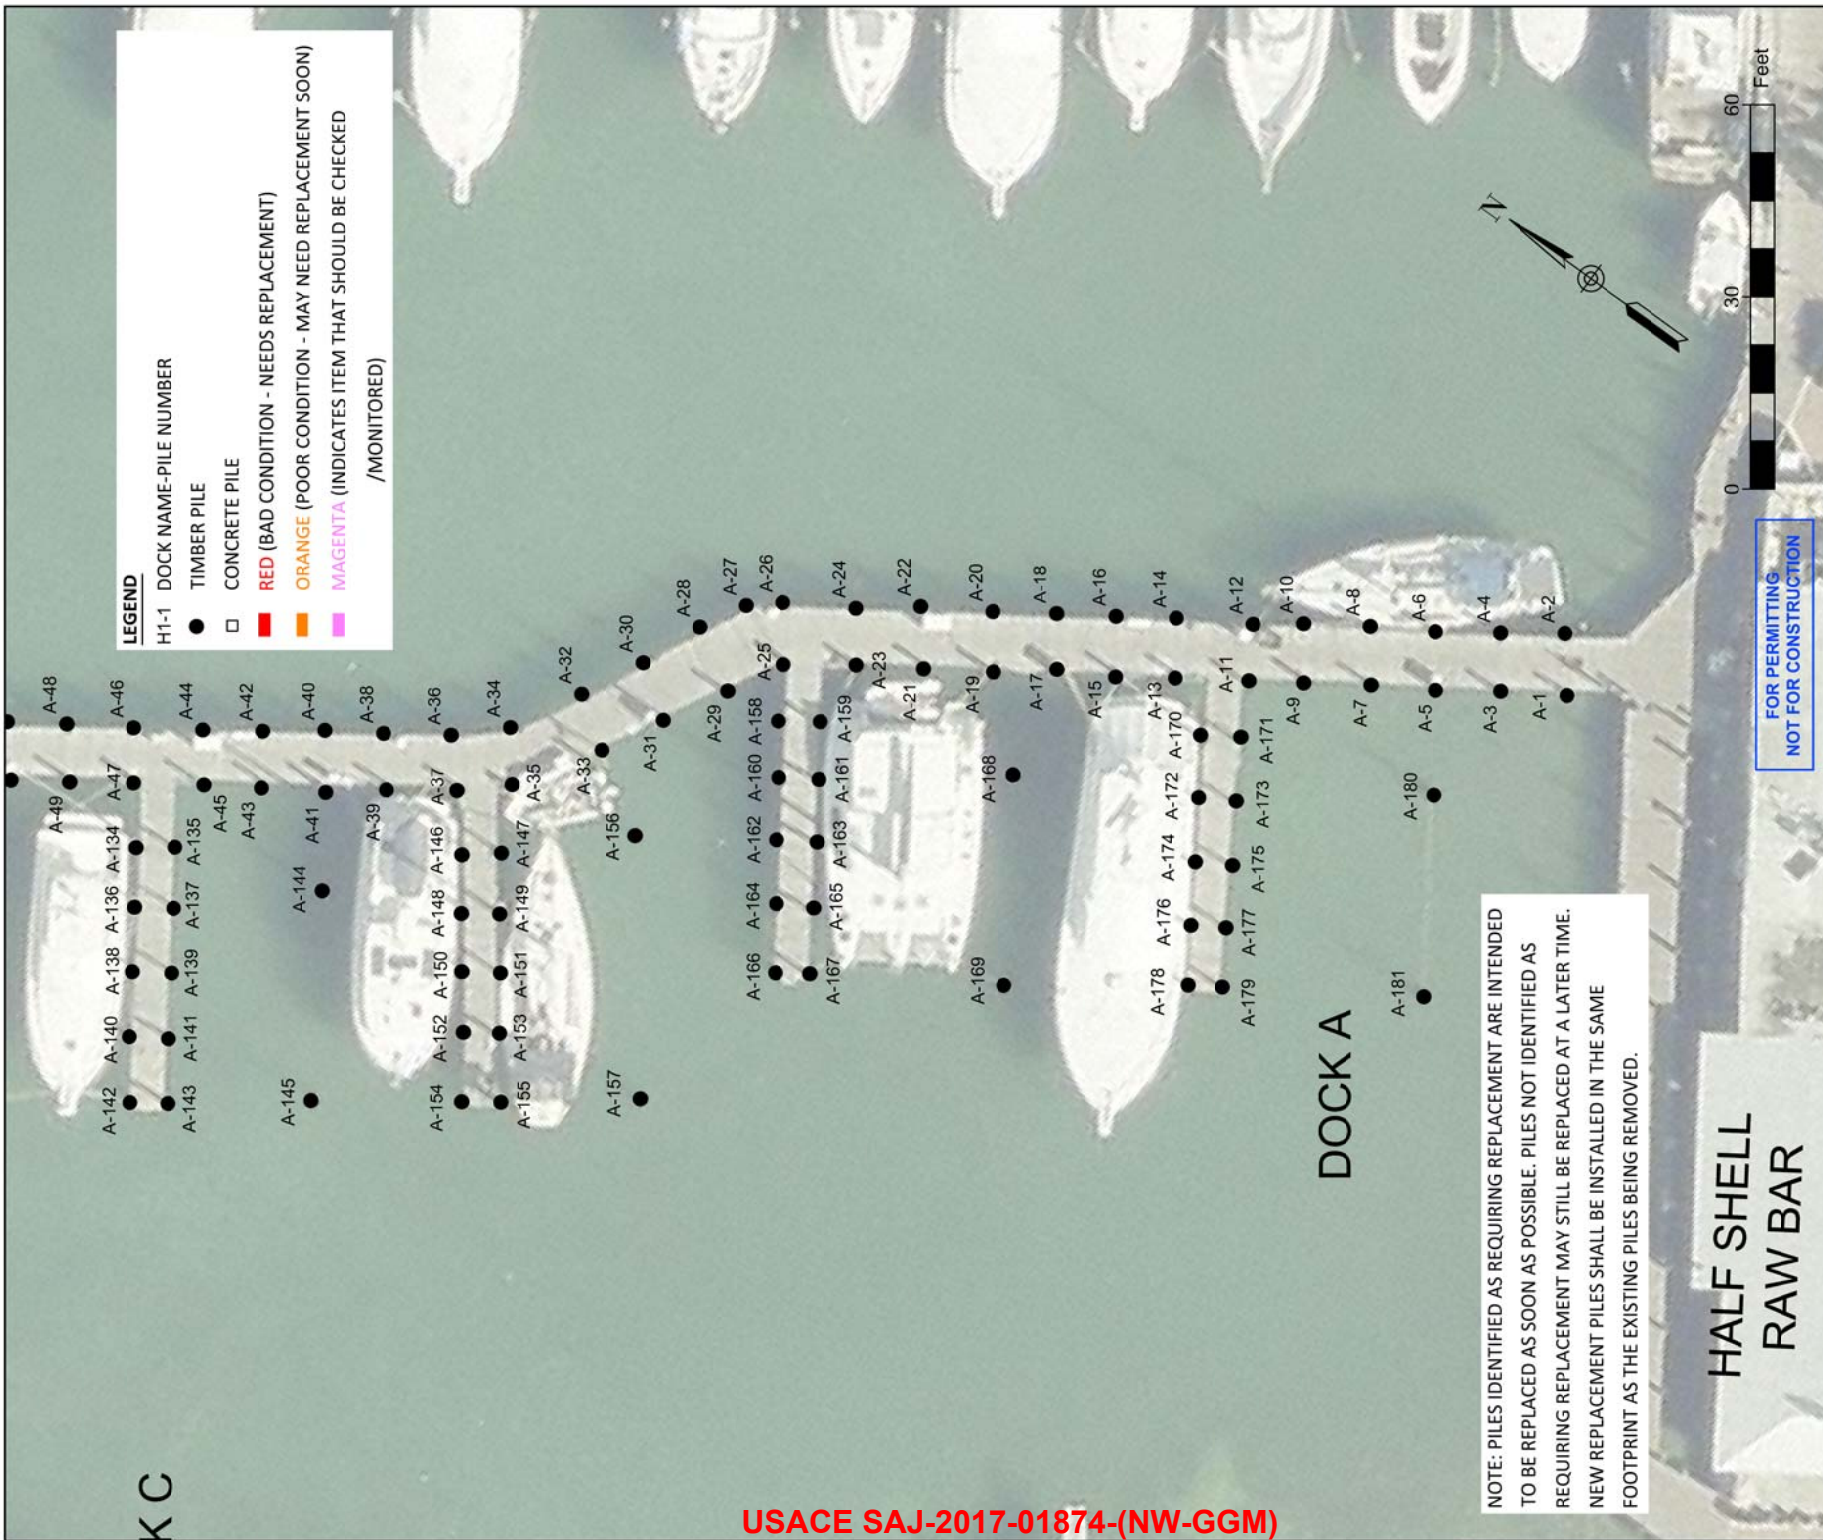 LEGEND
H1-1 DOCK NAME-PILE NUMBER
TIMBER PILE
CONCRETE PILE
RED (BAD CONDITION - NEEDS REPLACEMENT)
ORANGE (POOR CONDITION - MAY NEED REPLACEMENT SOON)
MAGENTA (INDICATES ITEM THAT SHOULD BE CHECKED
/MONITORED)
A-48
A-46
A-44
A-42
A-40
A-38
A-36
A-34
A-32
A-30
A-28
A-27
A-26
A-24
A-22
A-20
A-18
A-16
A-14
A-12
A-10
A-8
A-6
A-4
A-2
A-49
A-47
A-45
A-43
A-41
A-39
A-37
A-35
A-33
A-31
A-29
A-25
A-23
A-21
A-19
A-17
A-15
A-13
A-11
A-9
A-7
A-5
A-3
A-1
A-134
A-135
A-136
A-137
A-138
A-139
A-140
A-141
A-142
A-143
A-144
A-145
A-146
A-147
A-148
A-149
A-150
A-151
A-152
A-153
A-154
A-155
A-156
A-157
A-158
A-159
A-160
A-161
A-162
A-163
A-164
A-165
A-166
A-167
A-168
A-169
A-170
A-171
A-172
A-173
A-174
A-175
A-176
A-177
A-178
A-179
A-180
A-181
N
0 30 60 Feet
FOR PERMITTING
NOT FOR CONSTRUCTION
DOCK A
K C
NOTE: PILES IDENTIFIED AS REQUIRING REPLACEMENT ARE INTENDED
TO BE REPLACED AS SOON AS POSSIBLE. PILES NOT IDENTIFIED AS
REQUIRING REPLACEMENT MAY STILL BE REPLACED AT A LATER TIME.
NEW REPLACEMENT PILES SHALL BE INSTALLED IN THE SAME
FOOTPRINT AS THE EXISTING PILES BEING REMOVED.
HALF SHELL
RAW BAR
USACE SAJ-2017-01874-(NW-GGM)